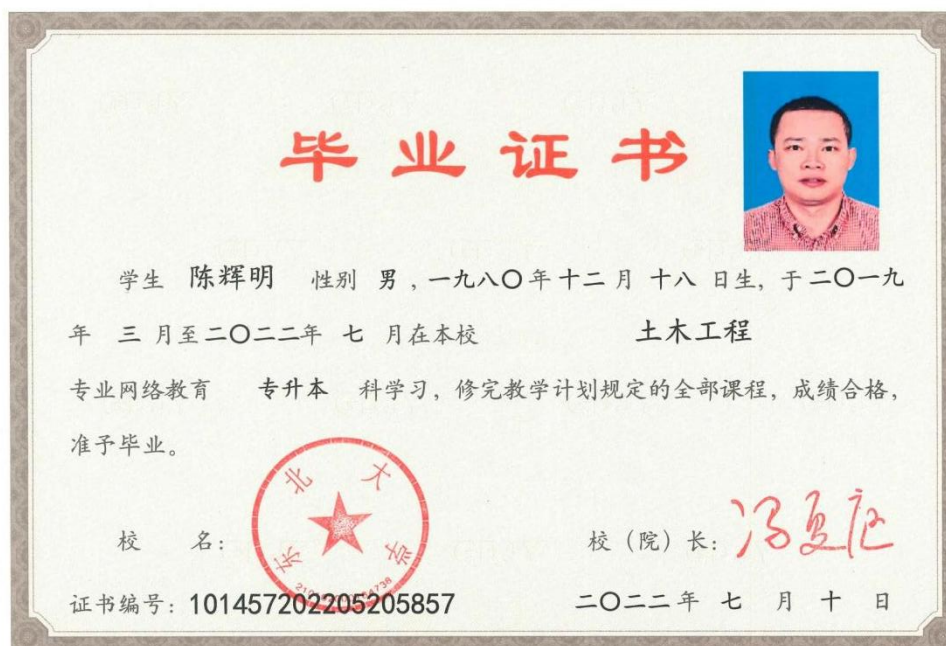 毕业证书
学生 陈辉明 性别 男，一九八〇年十二月十八日生，于二〇一九
年 三 月至二〇二二年 七 月在本校 土木工程
专业网络教育 专升本 科学习，修完教学计划规定的全部课程，成绩合格，
准予毕业。
东北大学
校 名： 校（院）长：冯夏庭
证书编号：101457202205205857 二〇二二年 七 月 十 日